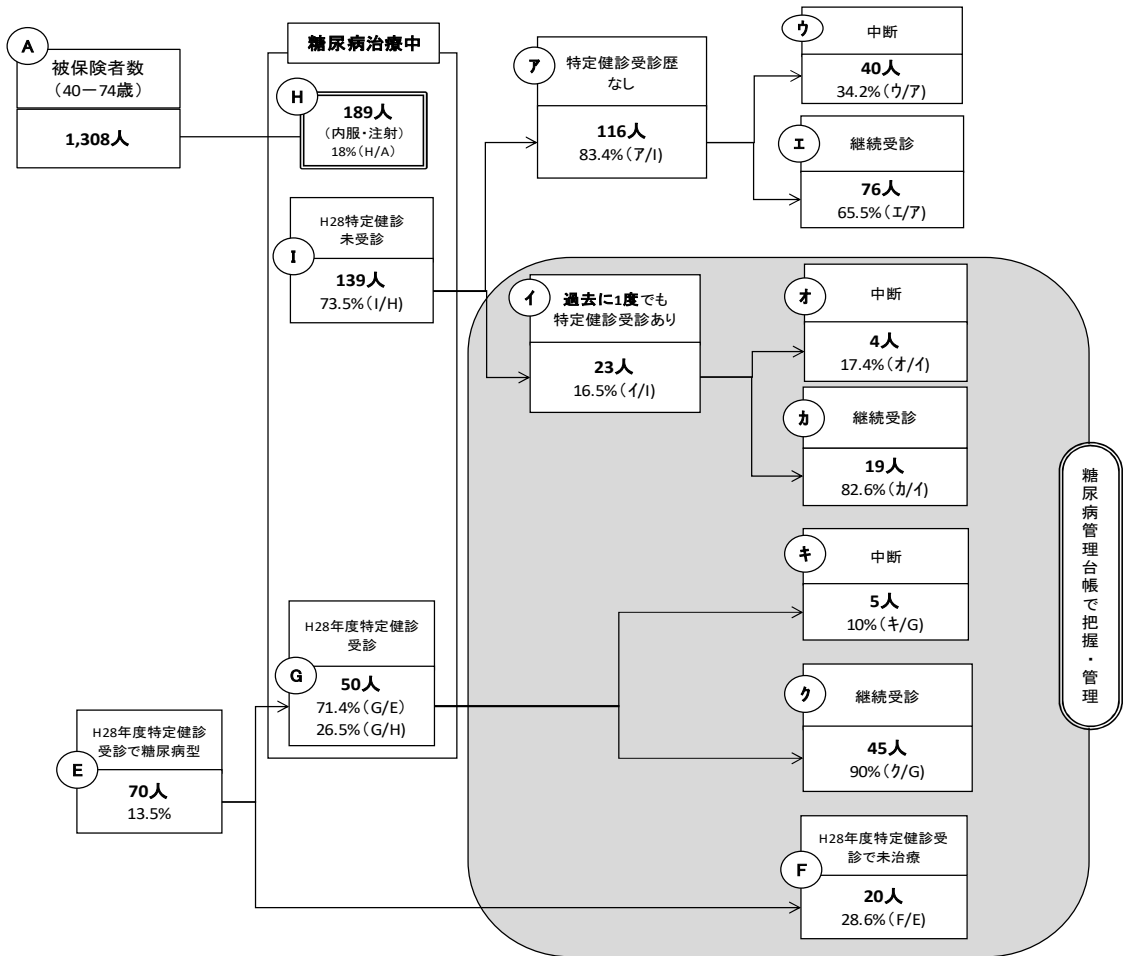 A
被保険者数
(40－74歳)
1,308人
糖尿病治療中
H
189人
(内服・注射)
18%(H/A)
I
H28特定健診
未受診
139人
73.5%(I/H)
ア
特定健診受診歴
なし
116人
83.4%(ア/I)
ウ
中断
40人
34.2%(ウ/ア)
エ
継続受診
76人
65.5%(エ/ア)
イ
過去に1度でも
特定健診受診あり
23人
16.5%(イ/I)
オ
中断
4人
17.4%(オ/イ)
カ
継続受診
19人
82.6%(カ/イ)
G
H28年度特定健診
受診
50人
71.4%(G/E)
26.5%(G/H)
キ
中断
5人
10%(キ/G)
ク
継続受診
45人
90%(ク/G)
E
H28年度特定健診
受診で糖尿病型
70人
13.5%
F
H28年度特定健診受
診で未治療
20人
28.6%(F/E)
糖尿病管理台帳で把握・管理